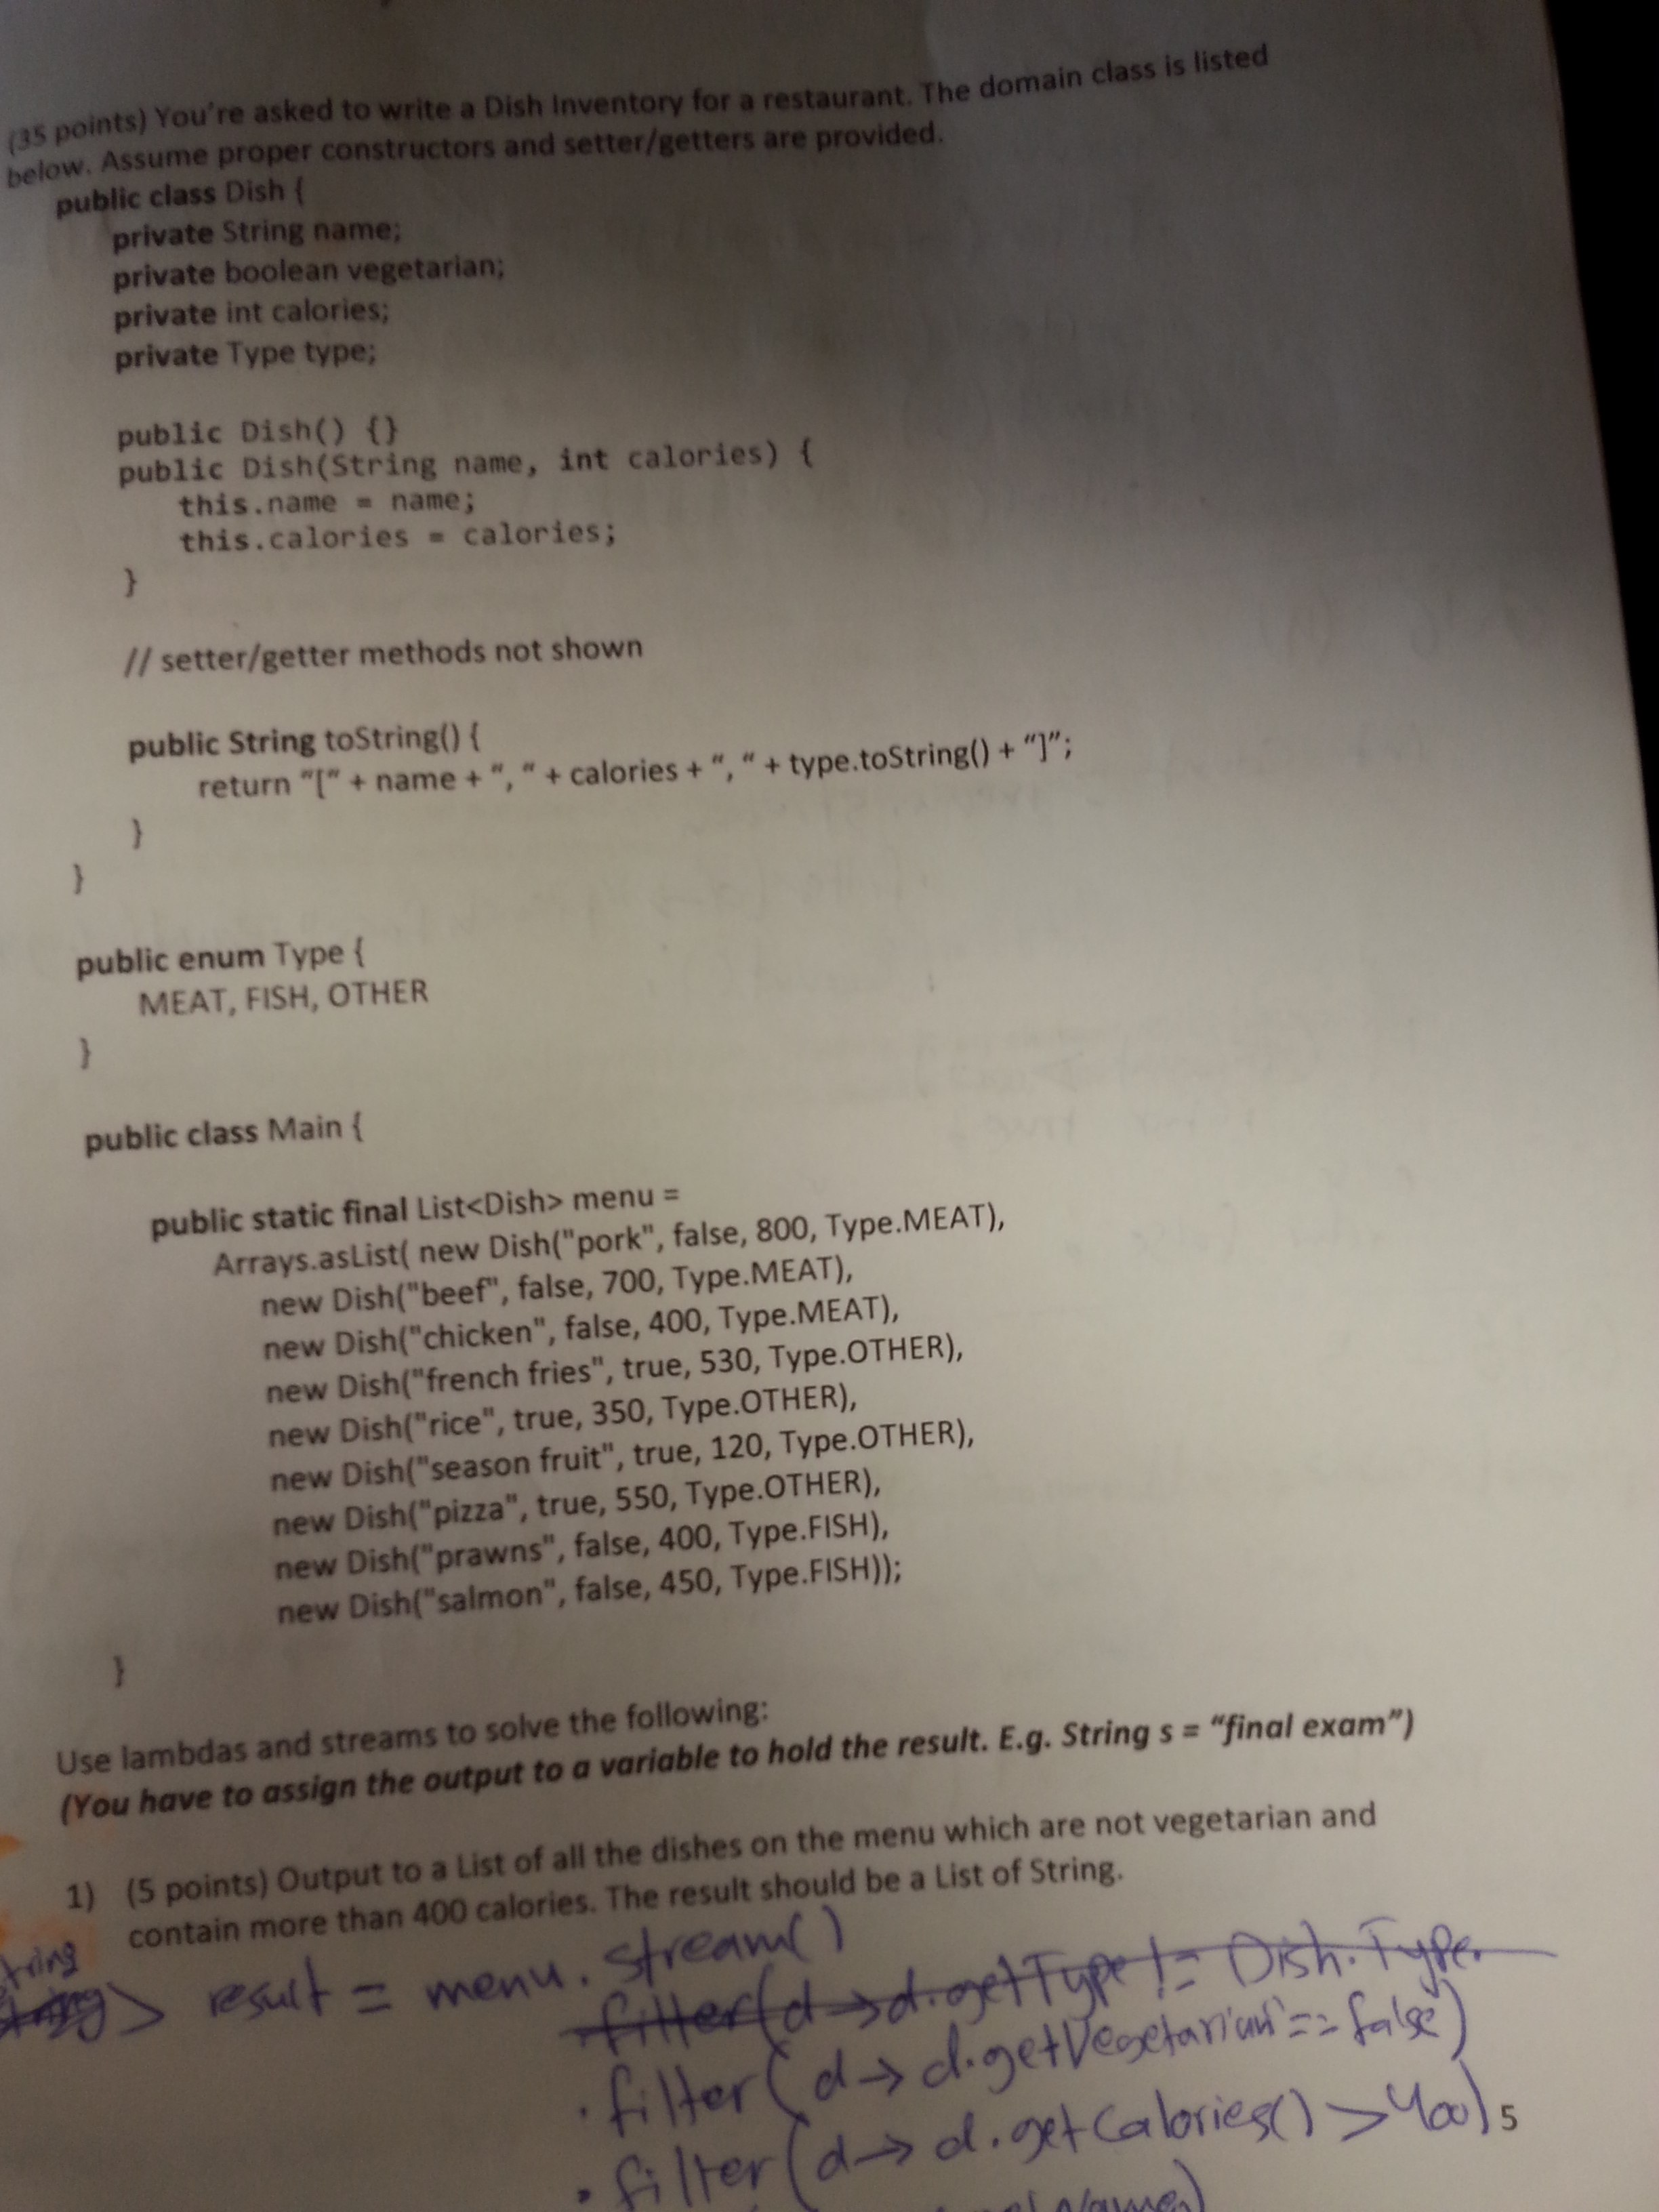 (35 points) You're asked to write a Dish Inventory for a restaurant. The domain class is listed
below. Assume proper constructors and setter/getters are provided.
public class Dish {
private String name;
private boolean vegetarian;
private int calories;
private Type type;
public Dish() {}
public Dish(String name, int calories) {
this.name = name;
this.calories = calories;
}
// setter/getter methods not shown
public String toString() {
return "[" + name + ", " + calories + ", " + type.toString() + "]";
}
}
public enum Type {
MEAT, FISH, OTHER
}
public class Main {
public static final List<Dish> menu =
Arrays.asList( new Dish("pork", false, 800, Type.MEAT),
new Dish("beef", false, 700, Type.MEAT),
new Dish("chicken", false, 400, Type.MEAT),
new Dish("french fries", true, 530, Type.OTHER),
new Dish("rice", true, 350, Type.OTHER),
new Dish("season fruit", true, 120, Type.OTHER),
new Dish("pizza", true, 550, Type.OTHER),
new Dish("prawns", false, 400, Type.FISH),
new Dish("salmon", false, 450, Type.FISH));
}
Use lambdas and streams to solve the following:
(You have to assign the output to a variable to hold the result. E.g. String s = "final exam")
1) (5 points) Output to a List of all the dishes on the menu which are not vegetarian and
contain more than 400 calories. The result should be a List of String.
tring
> result = menu.stream()
.filter(d->d.getType != Dish.Type.
.filter(d->d.getVegetarian==false)
.filter(d->d.getCalories()>400)
5
Name)